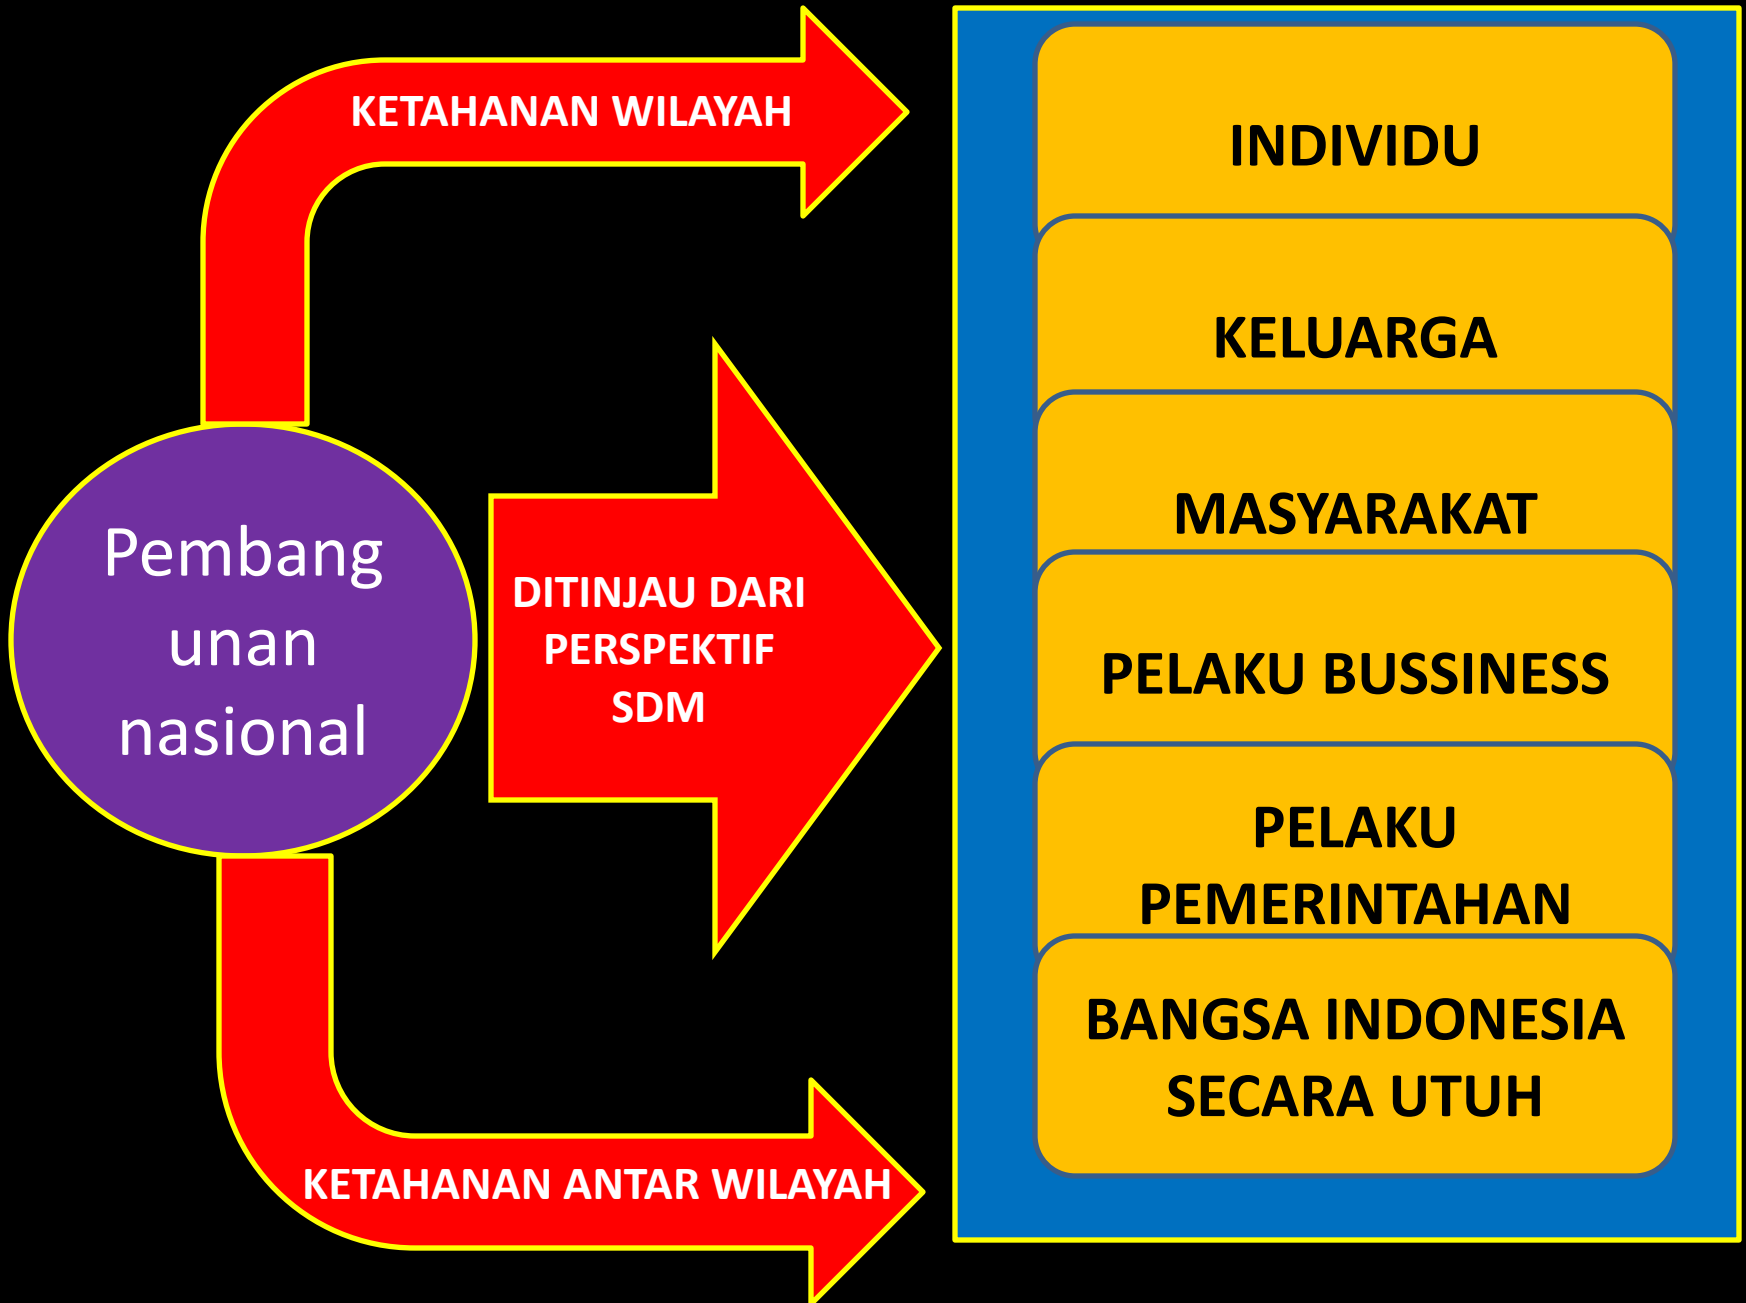 KETAHANAN WILAYAH
Pembang
unan
nasional
DITINJAU DARI
PERSPEKTIF
SDM
KETAHANAN ANTAR WILAYAH
INDIVIDU
KELUARGA
MASYARAKAT
PELAKU BUSSINESS
PELAKU
PEMERINTAHAN
BANGSA INDONESIA
SECARA UTUH